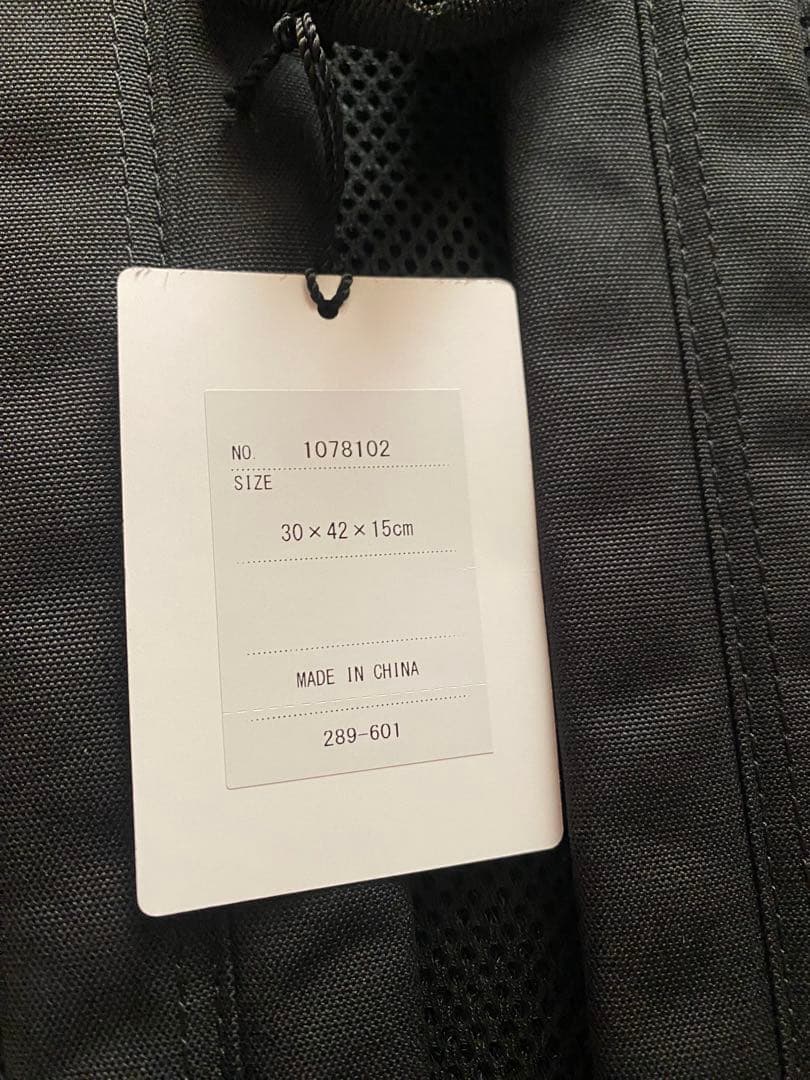 NO. 1078102
SIZE
30×42×15cm
MADE IN CHINA
289-601